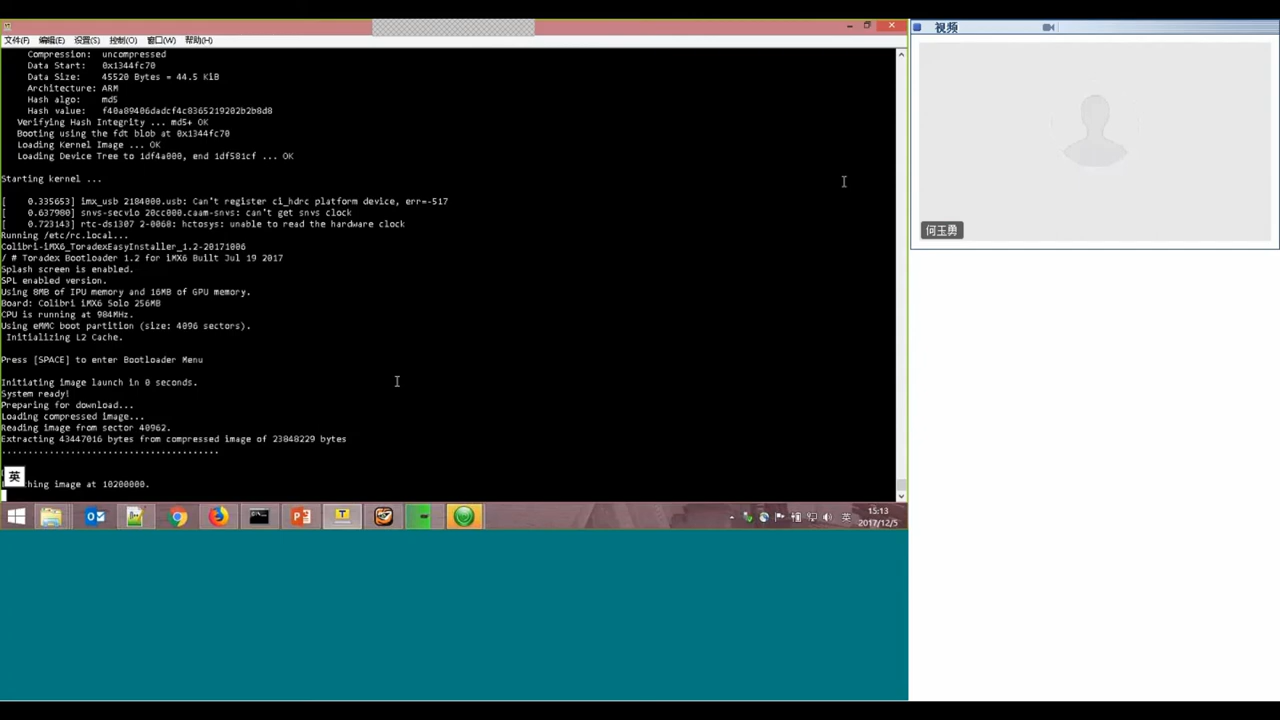 文件(F) 编辑(E) 设置(S) 控制(O) 窗口(W) 帮助(H)
Compression: uncompressed
Data Start: 0x1344fc70
Data Size: 45520 Bytes = 44.5 KiB
Architecture: ARM
Hash algo: md5
Hash value: f40a89406dadcf4c8365219202b2b8d8
Verifying Hash Integrity ... md5+ OK
Booting using the fdt blob at 0x1344fc70
Loading Kernel Image ... OK
Loading Device Tree to 1df4a000, end 1df581cf ... OK
Starting kernel ...
[    0.335653] imx_usb 2184000.usb: Can't register ci_hdrc platform device, err=-517
[    0.637980] snvs-secvio 20cc000.caam-snvs: can't get snvs clock
[    0.723143] rtc-ds1307 2-0068: hctosys: unable to read the hardware clock
Running /etc/rc.local...
Colibri-iMX6_ToradexEasyInstaller_1.2-20171006
/ # Toradex Bootloader 1.2 for iMX6 Built Jul 19 2017
Splash screen is enabled.
SPL enabled version.
Using 8MB of IPU memory and 16MB of GPU memory.
Board: Colibri iMX6 Solo 256MB
CPU is running at 984MHz.
Using eMMC boot partition (size: 4096 sectors).
Initializing L2 Cache.
Press [SPACE] to enter Bootloader Menu
Initiating image launch in 0 seconds.
System ready!
Preparing for download...
Loading compressed image...
Reading image from sector 40962.
Extracting 43447016 bytes from compressed image of 23848229 bytes
.......................................
英
hing image at 10200000.
英
15:13
2017/12/5
视频
何玉勇